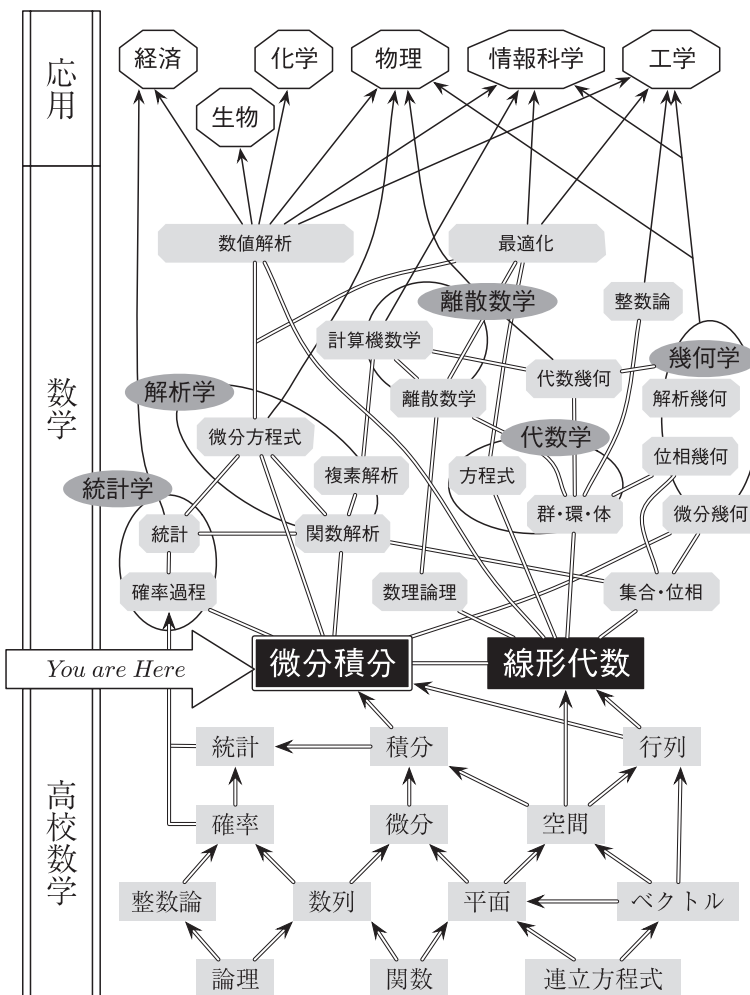 応用
経済
化学
物理
情報科学
工学
生物
数学
数値解析
最適化
離散数学
整数論
計算機数学
幾何学
代数幾何
解析学
離散数学
解析幾何
微分方程式
代数学
位相幾何
複素解析
方程式
統計学
群・環・体
微分幾何
統計
関数解析
確率過程
数理論理
集合・位相
You are Here
微分積分
線形代数
高校数学
統計
積分
行列
確率
微分
空間
整数論
数列
平面
ベクトル
論理
関数
連立方程式